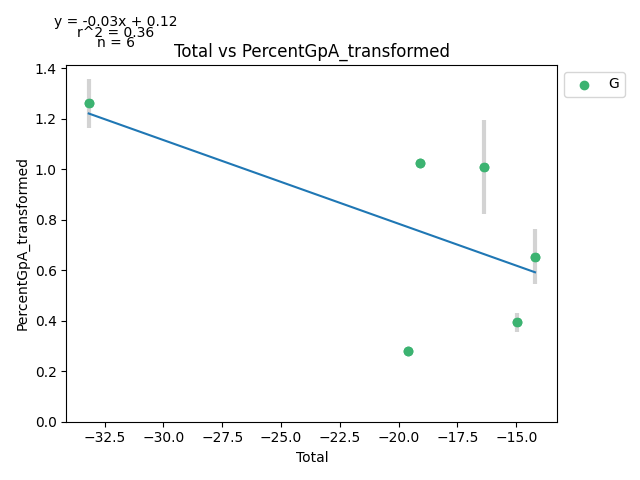 y = -0.03x + 0.12
r^2 = 0.36
n = 6
Total vs PercentGpA_transformed
G
PercentGpA_transformed
1.4
1.2
1.0
0.8
0.6
0.4
0.2
0.0
−32.5 −30.0 −27.5 −25.0 −22.5 −20.0 −17.5 −15.0
Total